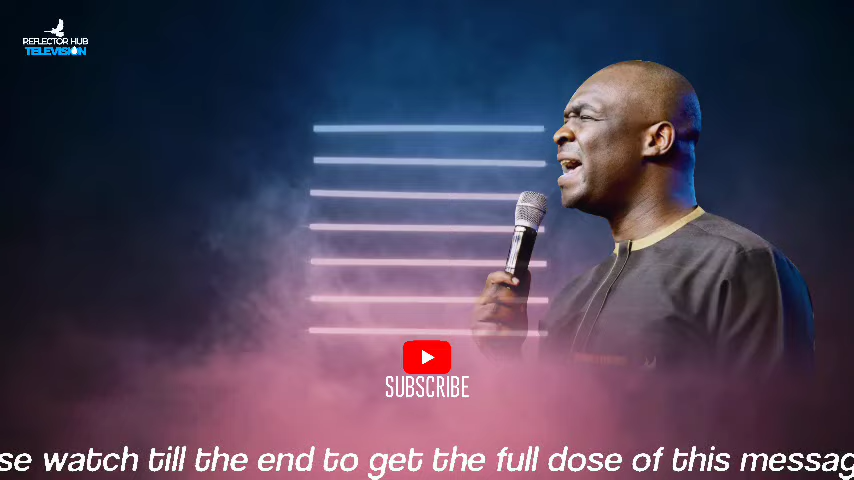 REFLECTOR HUB
TELEVISION
SUBSCRIBE
se watch till the end to get the full dose of this messag